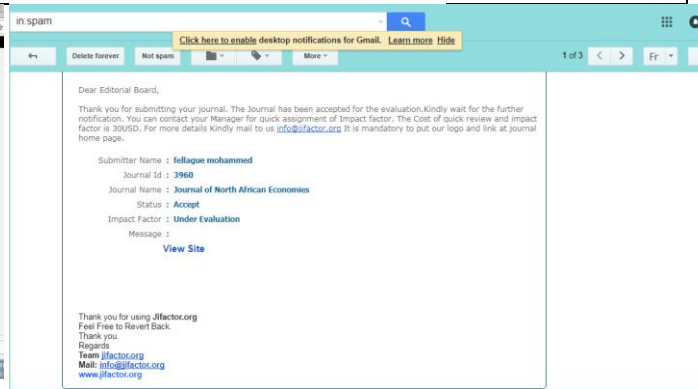 in:spam
Click here to enable desktop notifications for Gmail. Learn more Hide
Delete forever Not spam More 1 of 3 Fr
Dear Editorial Board,
Thank you for submitting your journal. The Journal has been accepted for the evaluation.Kindly wait for the further
notification. You can contact your Manager for quick assignment of Impact factor. The Cost of quick review and impact
factor is 30USD. For more details Kindly mail to us info@jifactor.org It is mandatory to put our logo and link at journal
home page.
Submitter Name : fellague mohammed
Journal Id : 3960
Journal Name : Journal of North African Economies
Status : Accept
Impact Factor : Under Evaluation
Message :
View Site
Thank you for using Jifactor.org
Feel Free to Revert Back.
Thank you.
Regards
Team jifactor.org
Mail: info@jifactor.org
www.jifactor.org